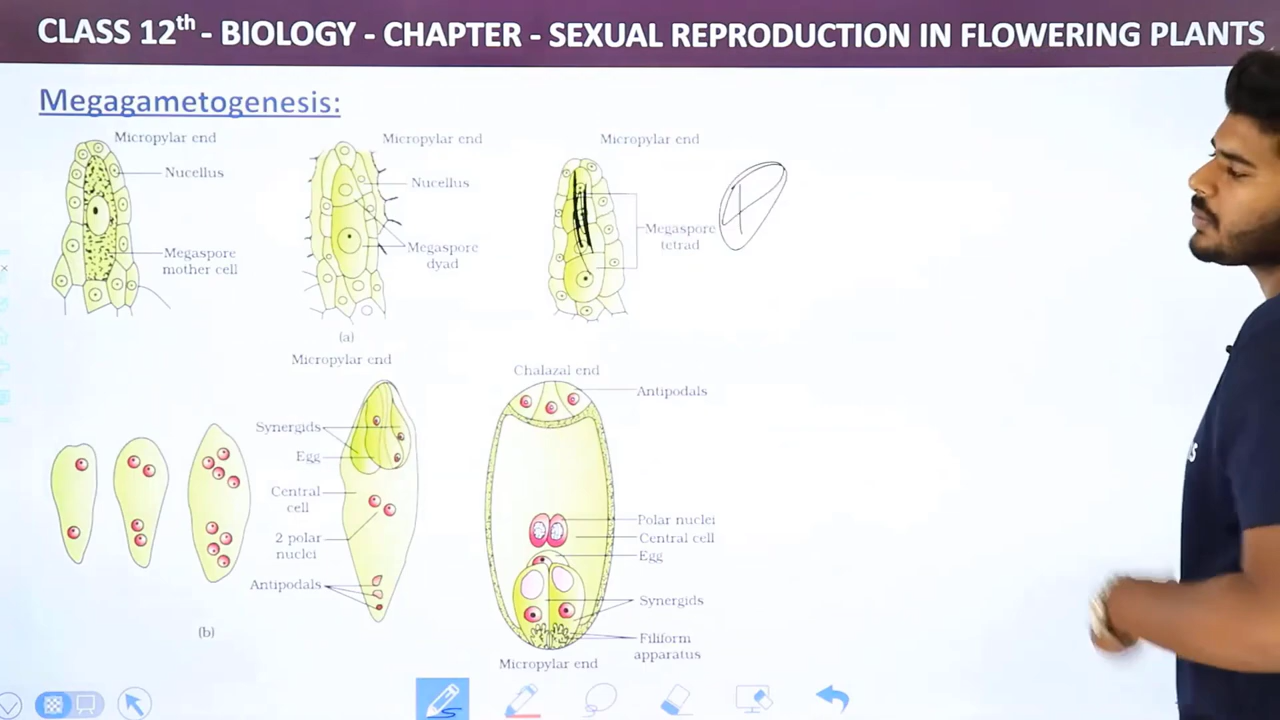 CLASS 12th - BIOLOGY - CHAPTER - SEXUAL REPRODUCTION IN FLOWERING PLANTS
Megagametogenesis:
Micropylar end
Nucellus
Megaspore
mother cell
Micropylar end
Nucellus
Megaspore
dyad
Micropylar end
Megaspore
tetrad
(a)
Micropylar end
Synergids
Egg
Central
cell
2 polar
nuclei
Antipodals
(b)
Chalazal end
Antipodals
Polar nuclei
Central cell
Egg
Synergids
Filiform
apparatus
Micropylar end